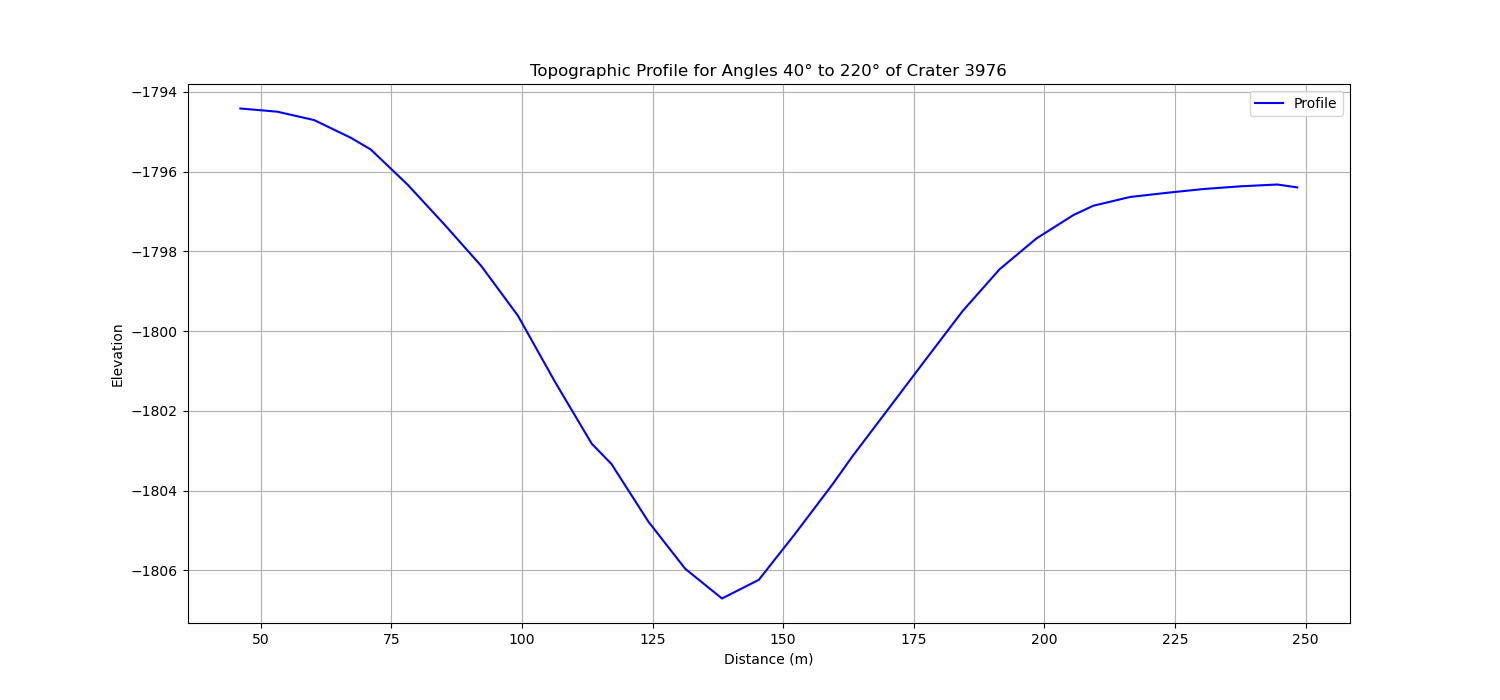 Topographic Profile for Angles 40° to 220° of Crater 3976
Profile
Elevation
−1794
−1796
−1798
−1800
−1802
−1804
−1806
50 75 100 125 150 175 200 225 250
Distance (m)